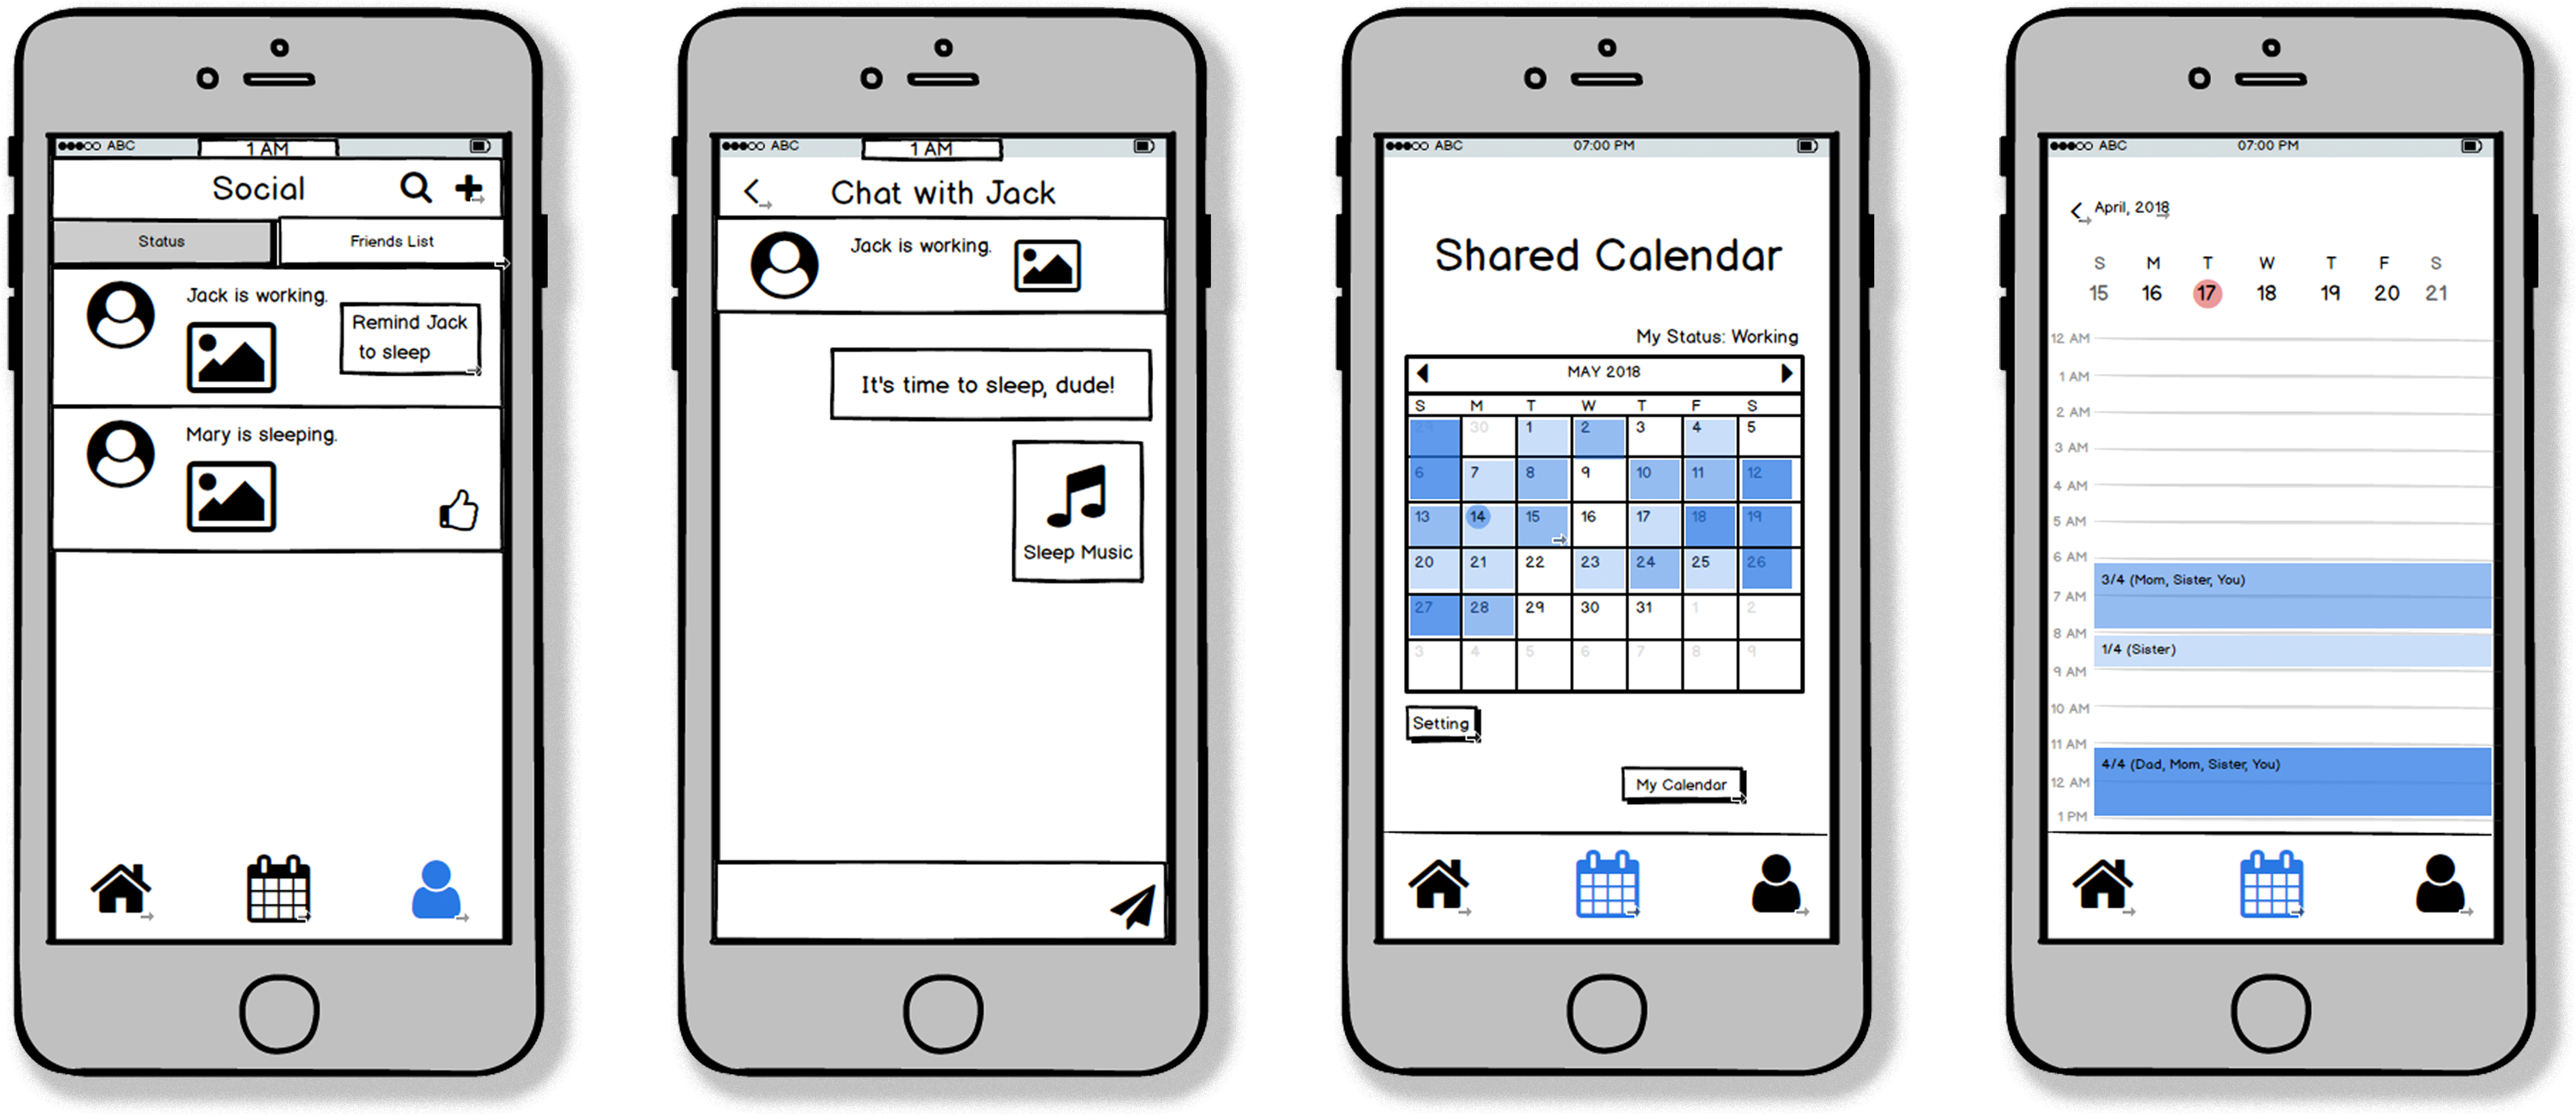 ABC 1 AM
Social
Status Friends List
Jack is working.
Remind Jack
to sleep
Mary is sleeping.
ABC 1 AM
Chat with Jack
Jack is working.
It's time to sleep, dude!
Sleep Music
ABC 07:00 PM
Shared Calendar
My Status: Working
MAY 2018
S M T W T F S
29 30 1 2 3 4 5
6 7 8 9 10 11 12
13 14 15 16 17 18 19
20 21 22 23 24 25 26
27 28 29 30 31 1 2
3 4 5 6 7 8 9
Setting
My Calendar
ABC 07:00 PM
April, 2018
S M T W T F S
15 16 17 18 19 20 21
12 AM
1 AM
2 AM
3 AM
4 AM
5 AM
6 AM
3/4 (Mom, Sister, You)
7 AM
8 AM
1/4 (Sister)
9 AM
10 AM
11 AM
4/4 (Dad, Mom, Sister, You)
12 AM
1 PM